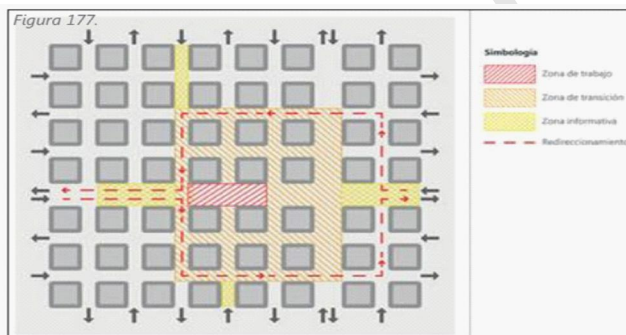 Figura 177.
Simbología
Zona de trabajo
Zona de transición
Zona informativa
Redireccionamiento